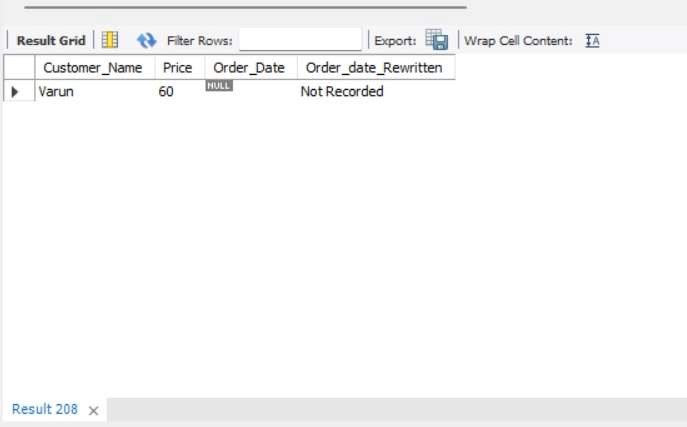 Result Grid Filter Rows: Export: Wrap Cell Content: IA
Customer_Name Price Order_Date Order_date_Rewritten
Varun 60 NULL Not Recorded
Result 208 ×